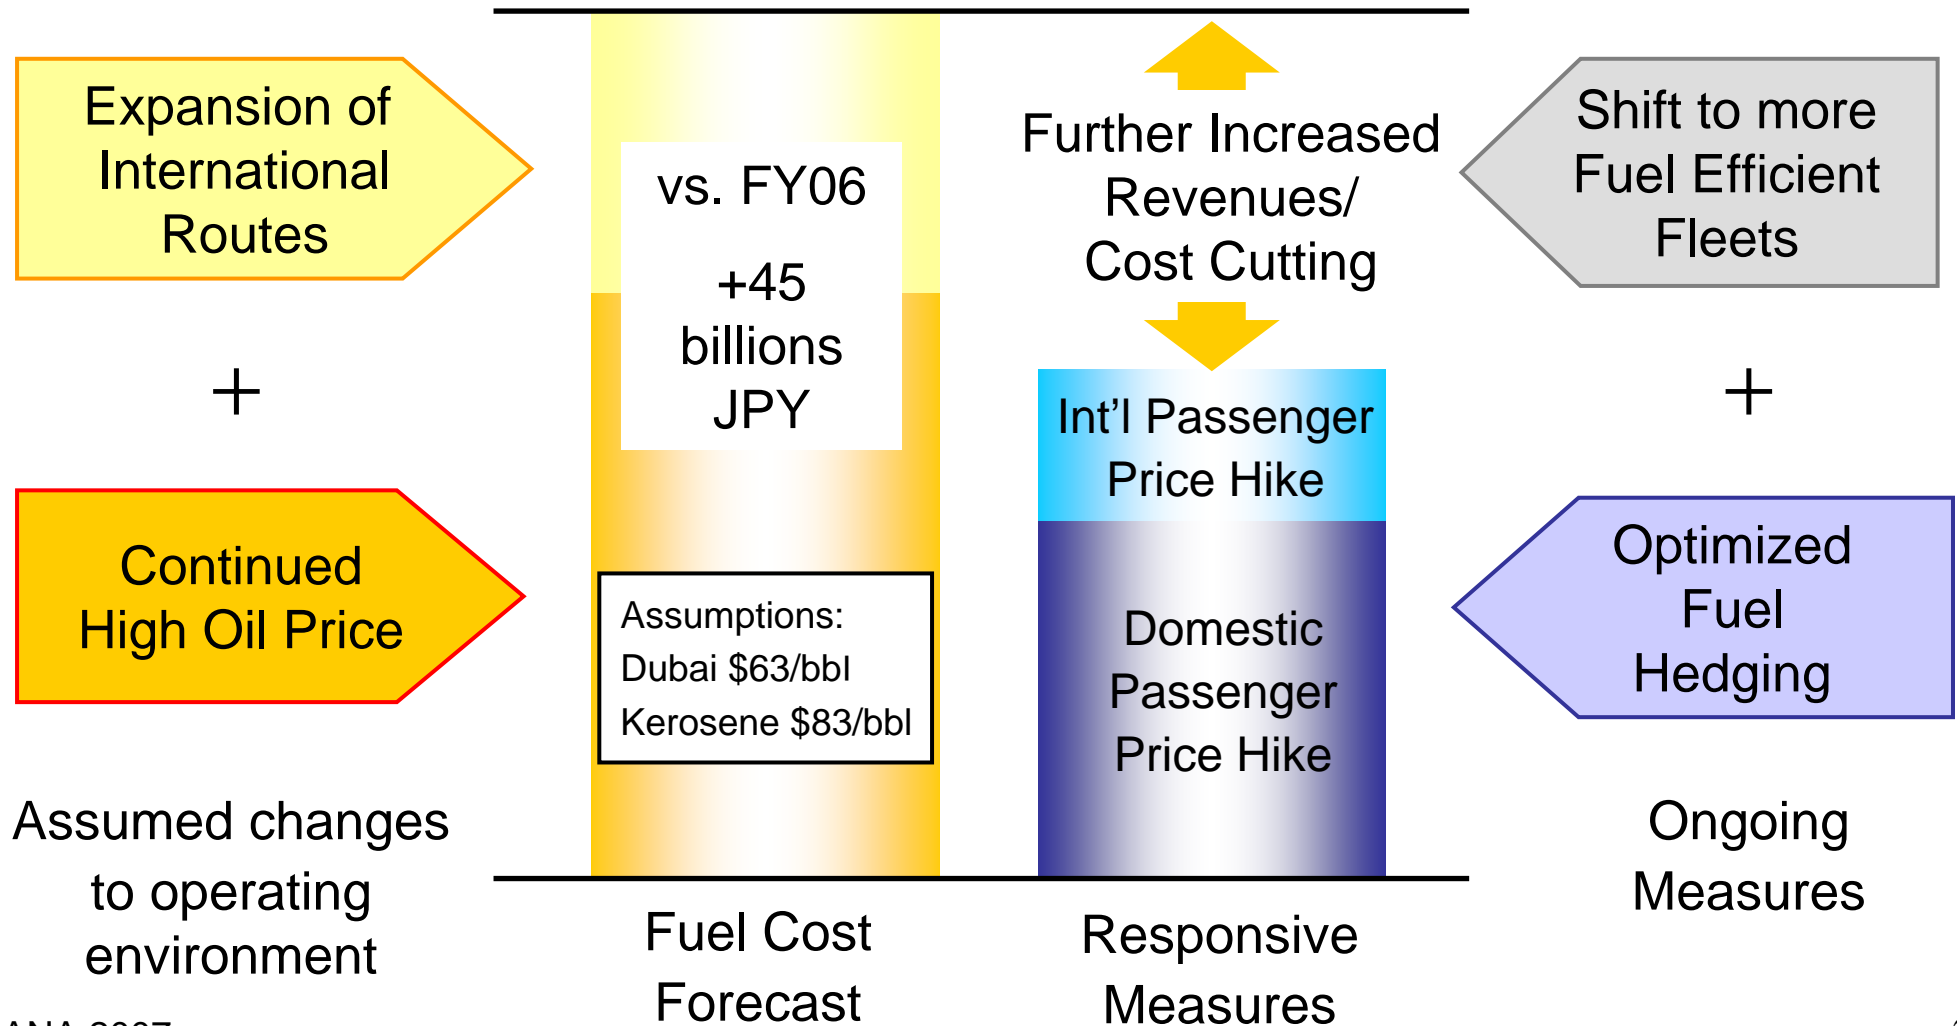 Expansion of
International
Routes
+
Continued
High Oil Price
Assumed changes
to operating
environment
vs. FY06
+45
billions
JPY
Assumptions:
Dubai $63/bbl
Kerosene $83/bbl
Fuel Cost
Forecast
Further Increased
Revenues/
Cost Cutting
Int'l Passenger
Price Hike
Domestic
Passenger
Price Hike
Responsive
Measures
Shift to more
Fuel Efficient
Fleets
+
Optimized
Fuel
Hedging
Ongoing
Measures
ANA 2007